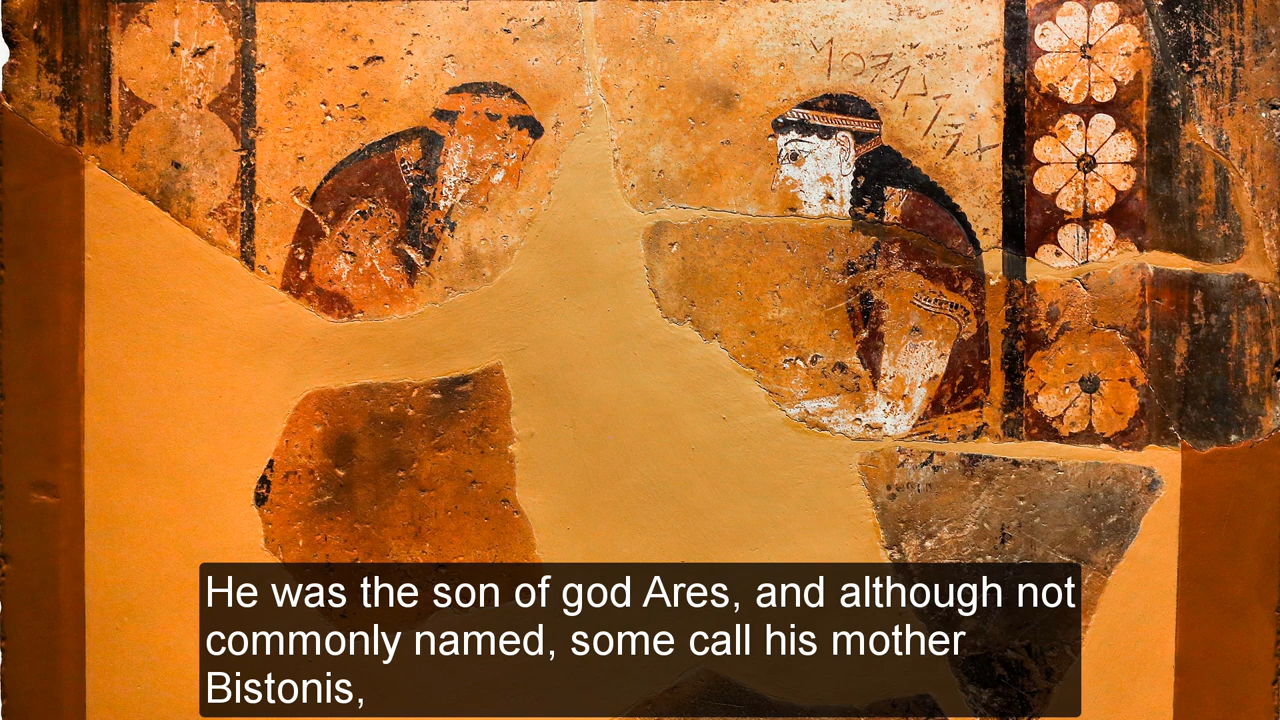 He was the son of god Ares, and although not
commonly named, some call his mother
Bistonis,